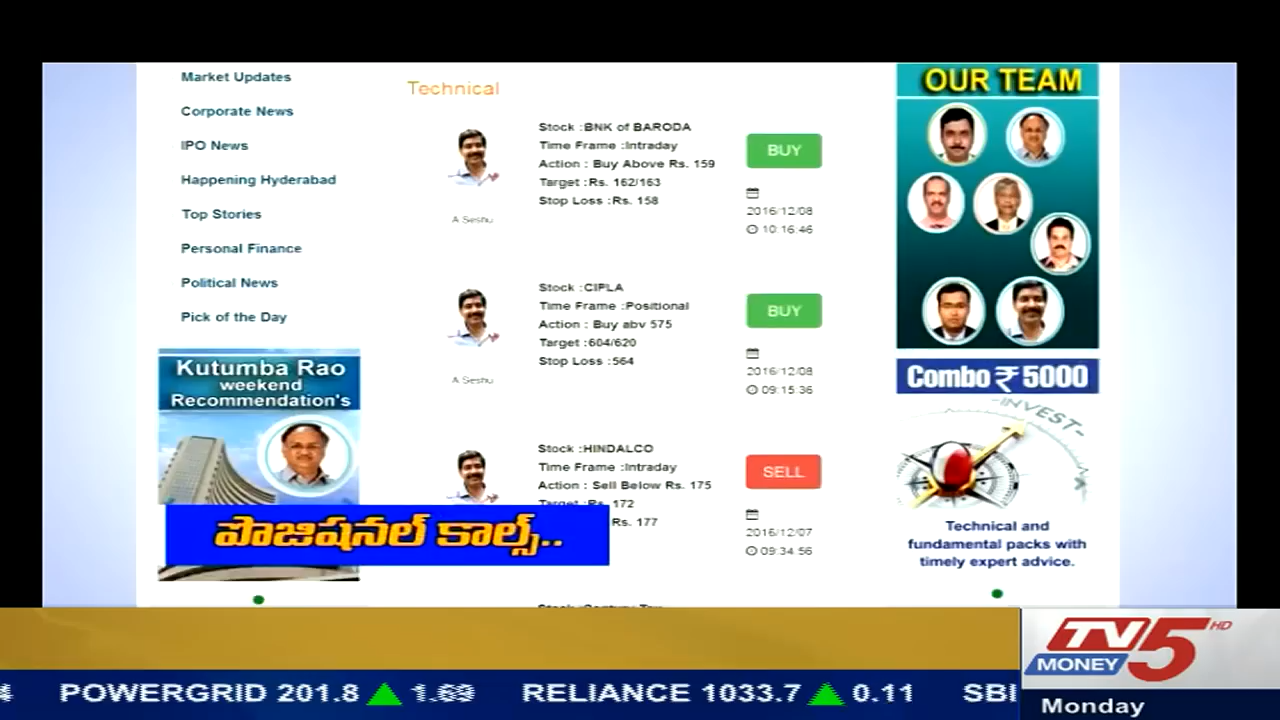 Market Updates
Corporate News
IPO News
Happening Hyderabad
Top Stories
Personal Finance
Political News
Pick of the Day
Kutumba Rao
weekend
Recommendation's
Technical
A Seshu
Stock :BNK of BARODA
Time Frame :Intraday
Action : Buy Above Rs. 159
Target :Rs. 162/163
Stop Loss :Rs. 158
BUY
2016/12/08
10:16:46
A Seshu
Stock :CIPLA
Time Frame :Positional
Action : Buy abv 575
Target :604/620
Stop Loss :564
BUY
2016/12/08
09:15:36
Stock :HINDALCO
Time Frame :Intraday
Action : Sell Below Rs. 175
Target :Rs. 172
Rs. 177
SELL
2016/12/07
09:34:56
OUR TEAM
Combo ₹ 5000
-INVEST-
Technical and
fundamental packs with
timely expert advice.
పొజిషనల్ కాల్స్..
TV5 HD
MONEY
POWERGRID 201.8 1.69 RELIANCE 1033.7 0.11 SBI
Monday